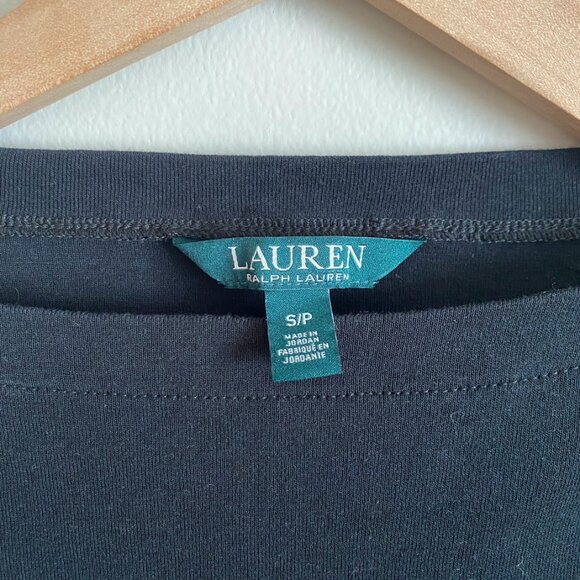 LAUREN
RALPH LAUREN
S/P
MADE IN
JORDAN
FABRIQUÉ EN
JORDANIE